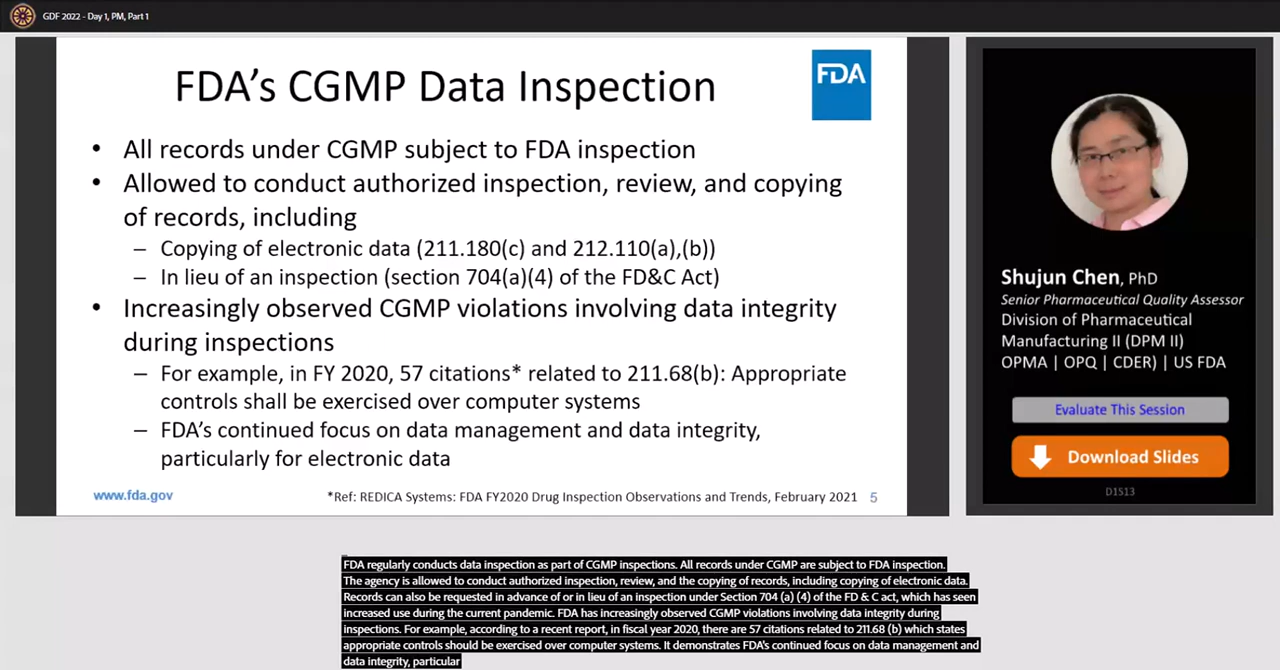 GDF 2022 - Day 1, PM, Part 1
FDA's CGMP Data Inspection
FDA
• All records under CGMP subject to FDA inspection
• Allowed to conduct authorized inspection, review, and copying
of records, including
– Copying of electronic data (211.180(c) and 212.110(a),(b))
– In lieu of an inspection (section 704(a)(4) of the FD&C Act)
• Increasingly observed CGMP violations involving data integrity
during inspections
– For example, in FY 2020, 57 citations* related to 211.68(b): Appropriate
controls shall be exercised over computer systems
– FDA's continued focus on data management and data integrity,
particularly for electronic data
www.fda.gov
*Ref: REDICA Systems: FDA FY2020 Drug Inspection Observations and Trends, February 2021
5
Shujun Chen, PhD
Senior Pharmaceutical Quality Assessor
Division of Pharmaceutical
Manufacturing II (DPM II)
OPMA | OPQ | CDER) | US FDA
Evaluate This Session
Download Slides
D1513
FDA regularly conducts data inspection as part of CGMP inspections. All records under CGMP are subject to FDA inspection.
The agency is allowed to conduct authorized inspection, review, and the copying of records, including copying of electronic data.
Records can also be requested in advance of or in lieu of an inspection under Section 704 (a) (4) of the FD & C act, which has seen
increased use during the current pandemic. FDA has increasingly observed CGMP violations involving data integrity during
inspections. For example, according to a recent report, in fiscal year 2020, there are 57 citations related to 211.68 (b) which states
appropriate controls should be exercised over computer systems. It demonstrates FDA's continued focus on data management and
data integrity, particular